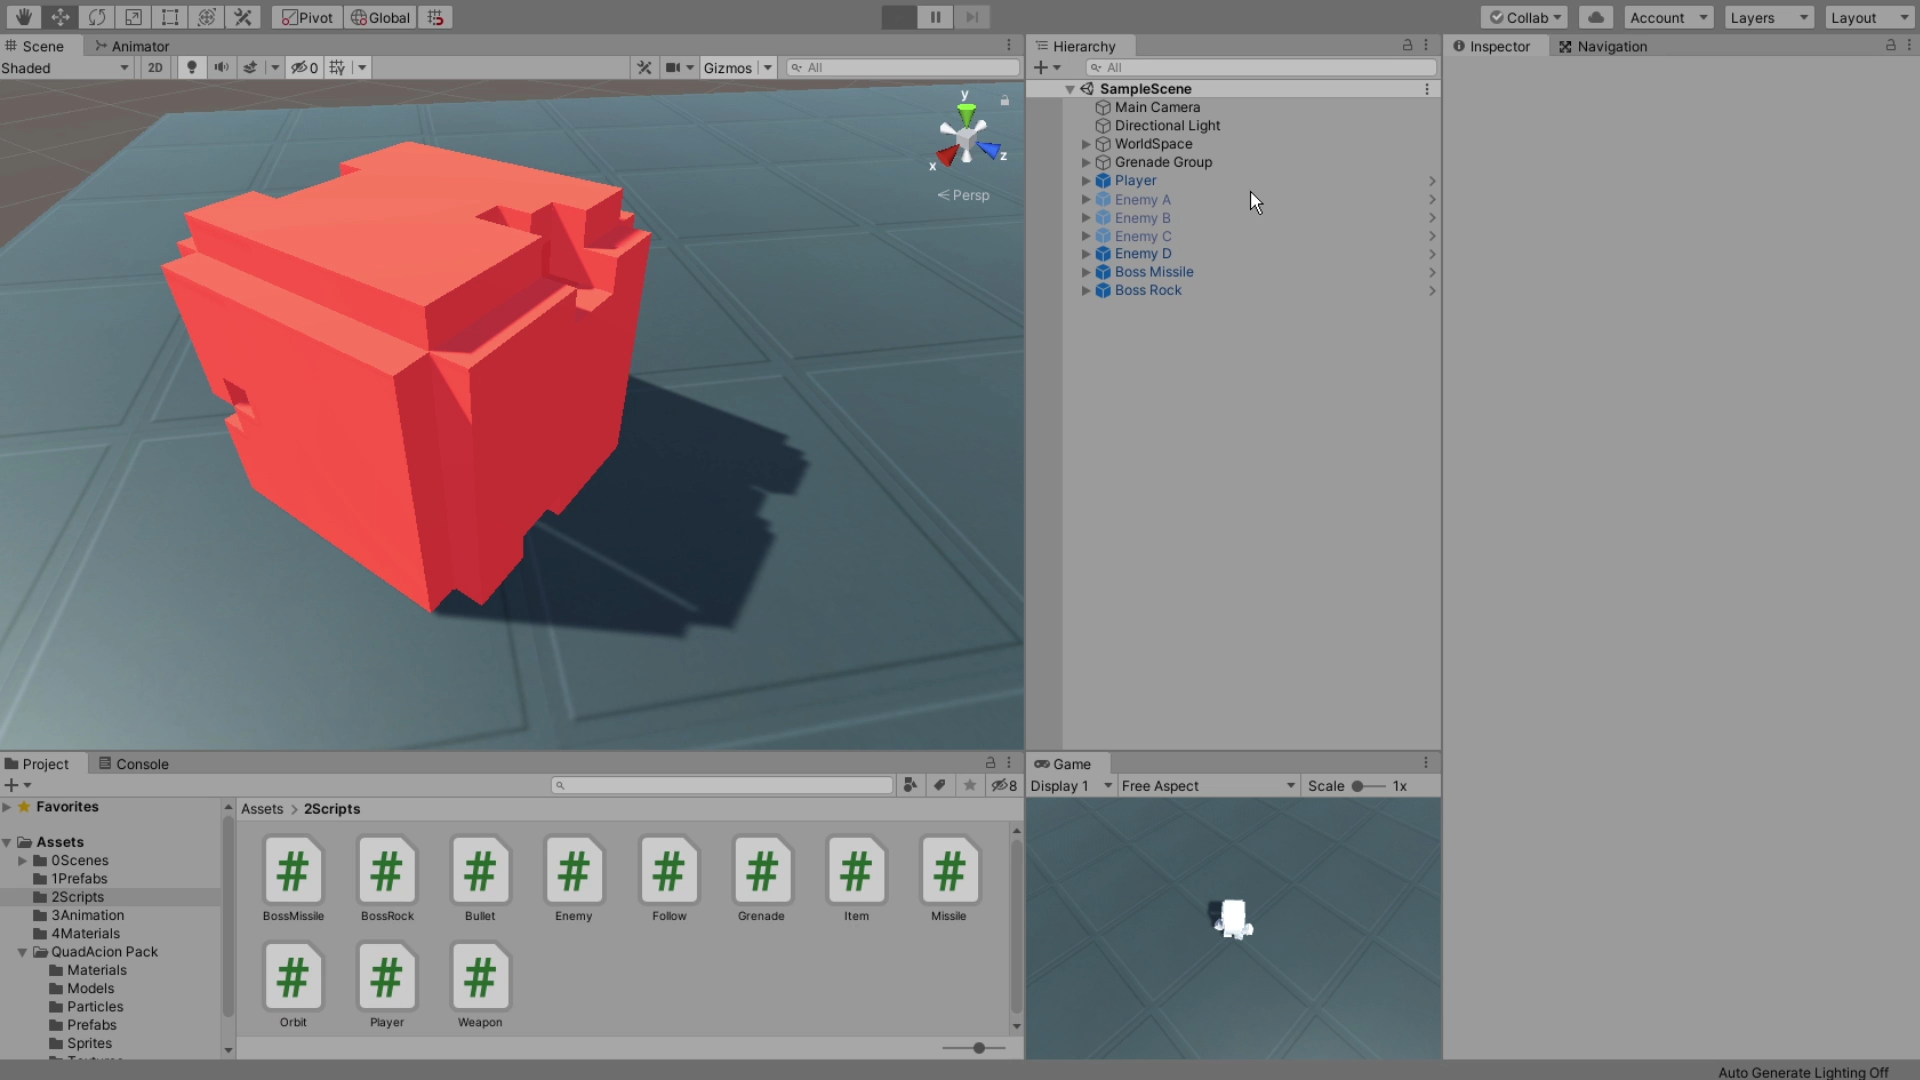 Pivot
Global
Collab
Account
Layers
Layout
Scene
Animator
Shaded
2D
0
Gizmos
All
y
x
z
Persp
Hierarchy
All
SampleScene
Main Camera
Directional Light
WorldSpace
Grenade Group
Player
Enemy A
Enemy B
Enemy C
Enemy D
Boss Missile
Boss Rock
Inspector
Navigation
Project
Console
8
Favorites
Assets
0Scenes
1Prefabs
2Scripts
3Animation
4Materials
QuadAcion Pack
Materials
Models
Particles
Prefabs
Sprites
Assets > 2Scripts
BossMissile
BossRock
Bullet
Enemy
Follow
Grenade
Item
Missile
Orbit
Player
Weapon
Game
Display 1
Free Aspect
Scale
1x
Auto Generate Lighting Off